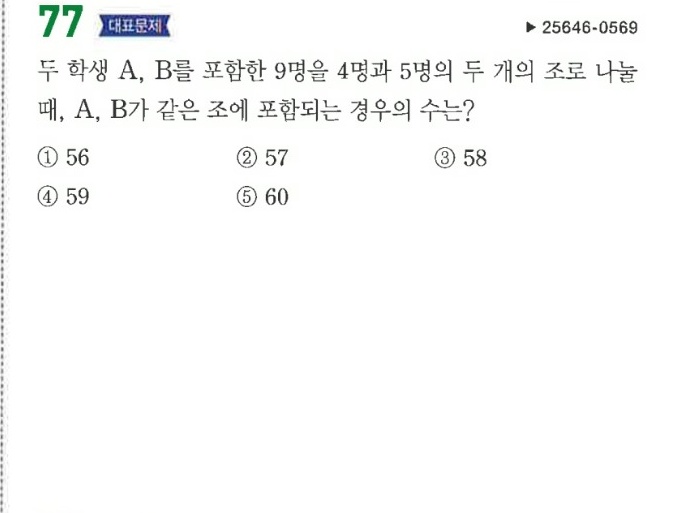 77 대표문제 ▶ 25646-0569
두 학생 A, B를 포함한 9명을 4명과 5명의 두 개의 조로 나눌
때, A, B가 같은 조에 포함되는 경우의 수는?
① 56 ② 57 ③ 58
④ 59 ⑤ 60